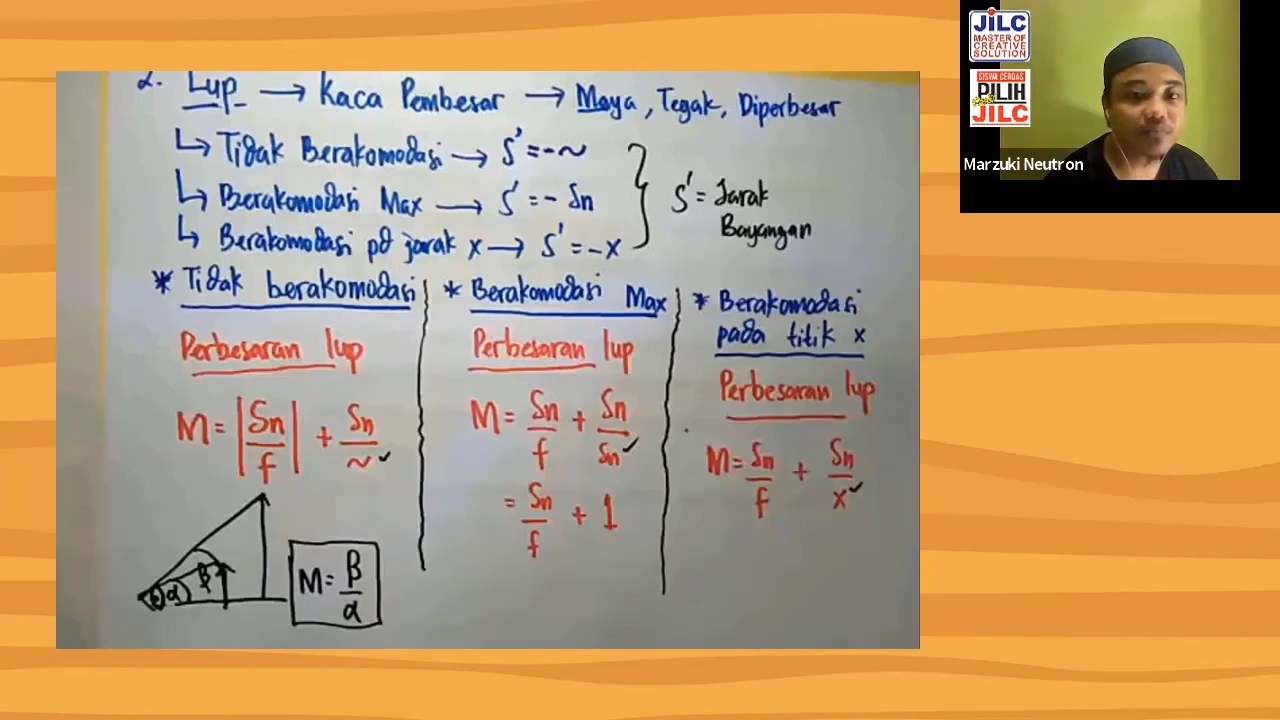 2. Lup → Kaca Pembesar → Maya, Tegak, Diperbesar
↳ Tidak Berakomodasi → S' = -~
↳ Berakomodasi Max → S' = - Sn
↳ Berakomodasi pd jarak x → S' = -x
S' = Jarak
Bayangan
* Tidak berakomodasi
Perbesaran lup
M = |Sn/f| + Sn/~ ✓
β
α
M = β/α
* Berakomodasi Max
Perbesaran lup
M = Sn/f + Sn/Sn ✓
= Sn/f + 1
* Berakomodasi
pada titik x
Perbesaran lup
M = Sn/f + Sn/x ✓
JILC
MASTER OF
CREATIVE
SOLUTION
SISWA CERDAS
PILIH
JILC
Marzuki Neutron